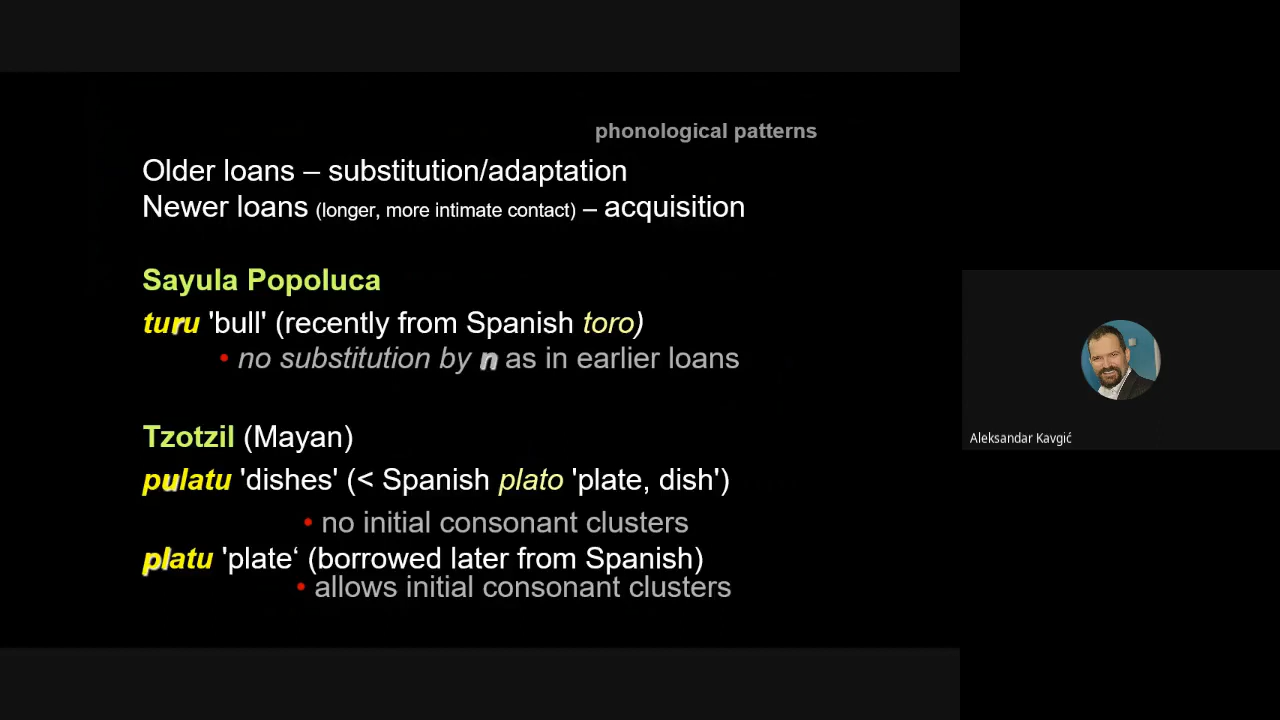 phonological patterns
Older loans – substitution/adaptation
Newer loans (longer, more intimate contact) – acquisition
Sayula Popoluca
turu 'bull' (recently from Spanish toro)
• no substitution by n as in earlier loans
Tzotzil (Mayan)
pulatu 'dishes' (< Spanish plato 'plate, dish')
• no initial consonant clusters
platu 'plate‘ (borrowed later from Spanish)
• allows initial consonant clusters
Aleksandar Kavgić